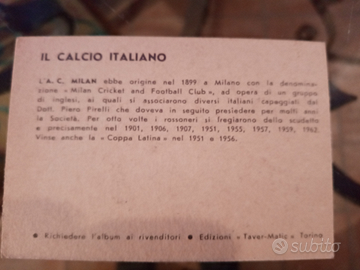 IL CALCIO ITALIANO
L'A. C. MILAN ebbe origine nel 1899 a Milano con la denomina-
zione « Milan Cricket and Football Club », ad opera di un gruppo
di inglesi, ai quali si associarono diversi italiani capeggiati dal
Dott. Piero Pirelli che doveva in seguito presiedere per molti anni
la Società. Per otto volte i rossoneri si fregiarono dello scudetto
e precisamente nel 1901, 1906, 1907, 1951, 1955, 1957, 1959, 1962.
Vinse anche la « Coppa Latina » nel 1951 e 1956.
● Richiedere l'album ai rivenditori ● Edizioni « Taver-Matic » Torino
subito